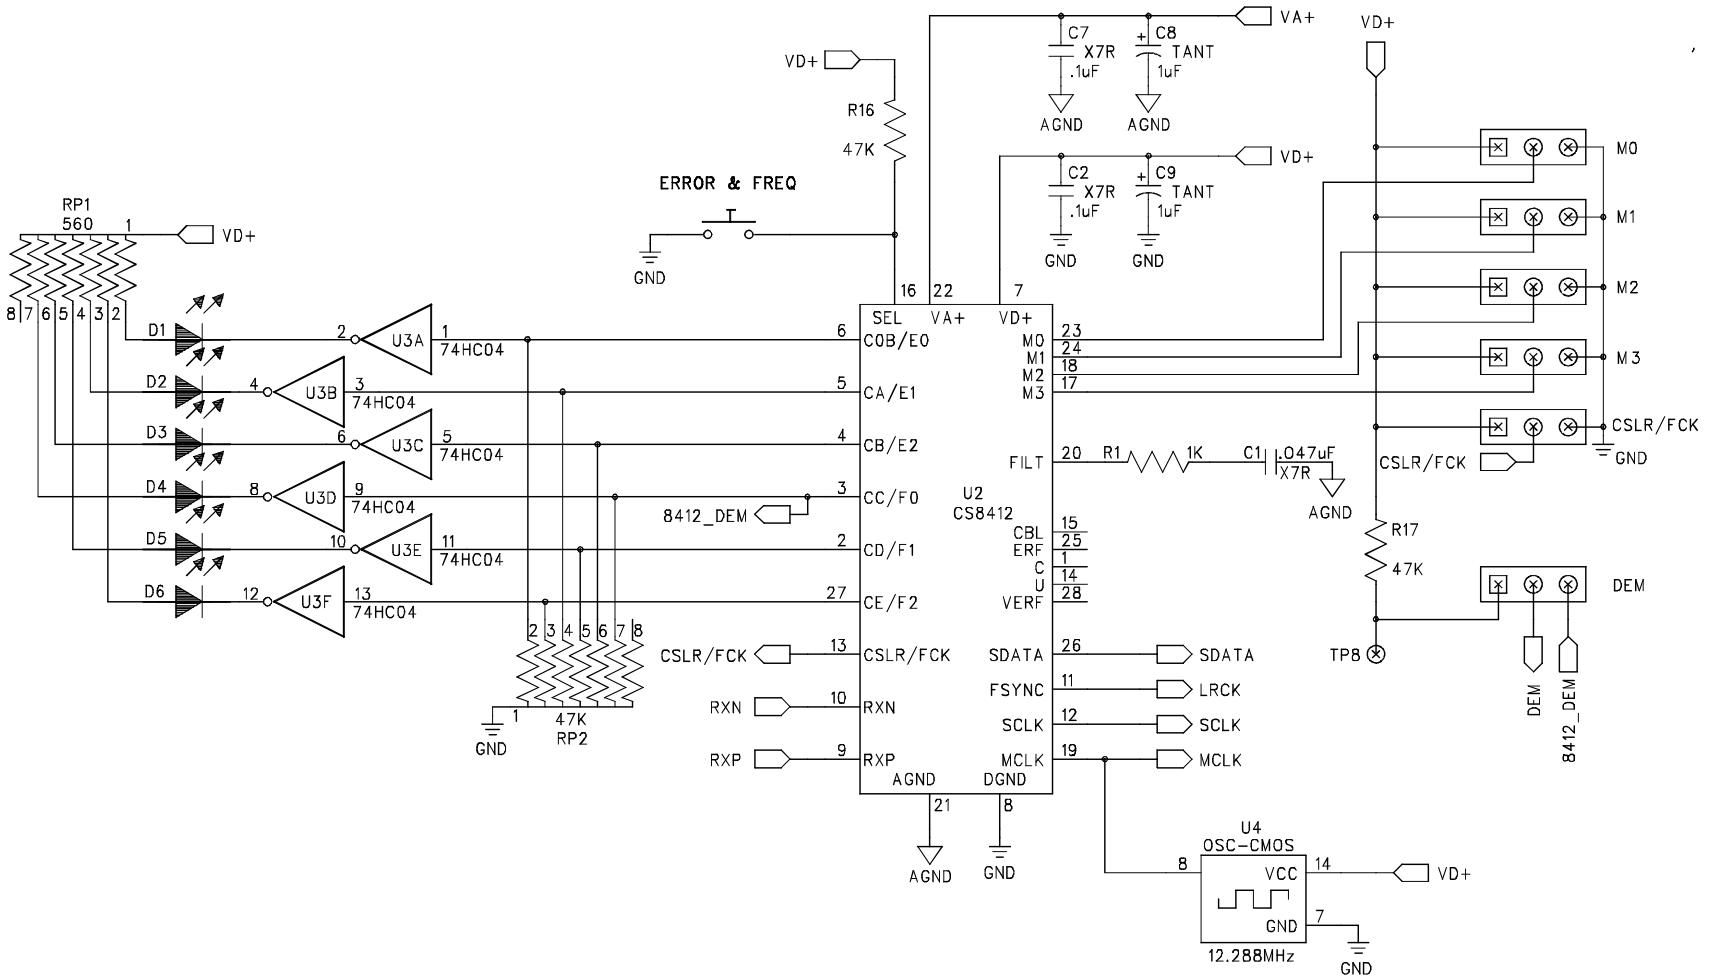 VA+
C7
X7R
.1uF
AGND
+
C8
TANT
1uF
AGND
VD+
VD+
R16
47K
VD+
C2
X7R
.1uF
GND
+
C9
TANT
1uF
GND
ERROR & FREQ
GND
RP1
560
1
VD+
8 7 6 5 4 3 2
D1
2
U3A
1
74HC04
D2
4
U3B
3
74HC04
D3
6
U3C
5
74HC04
D4
8
U3D
9
74HC04
D5
10
U3E
11
74HC04
D6
12
U3F
13
74HC04
8412_DEM
2 3 4 5 6 7 8
1
47K
RP2
GND
CSLR/FCK
RXN
RXP
16 22 7
SEL VA+ VD+
6 COB/E0
5 CA/E1
4 CB/E2
3 CC/F0
2 CD/F1
27 CE/F2
13 CSLR/FCK
10 RXN
9 RXP
U2
CS8412
M0 23
M1 24
M2 18
M3 17
FILT 20
CBL 15
ERF 25
C 1
U 14
VERF 28
SDATA 26
FSYNC 11
SCLK 12
MCLK 19
AGND DGND
21 8
AGND
GND
R1
1K
C1
.047uF
X7R
AGND
SDATA
LRCK
SCLK
MCLK
M0
M1
M2
M3
CSLR/FCK
CSLR/FCK
GND
R17
47K
TP8
DEM
DEM
8412_DEM
U4
OSC-CMOS
8
VCC
14
VD+
GND
7
12.288MHz
GND